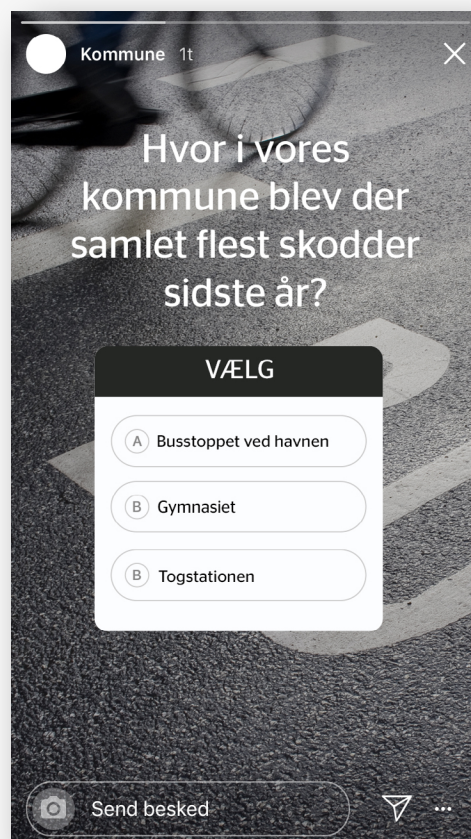 Kommune 1t
Hvor i vores
kommune blev der
samlet flest skodder
sidste år?
VÆLG
A Busstoppet ved havnen
B Gymnasiet
B Togstationen
Send besked